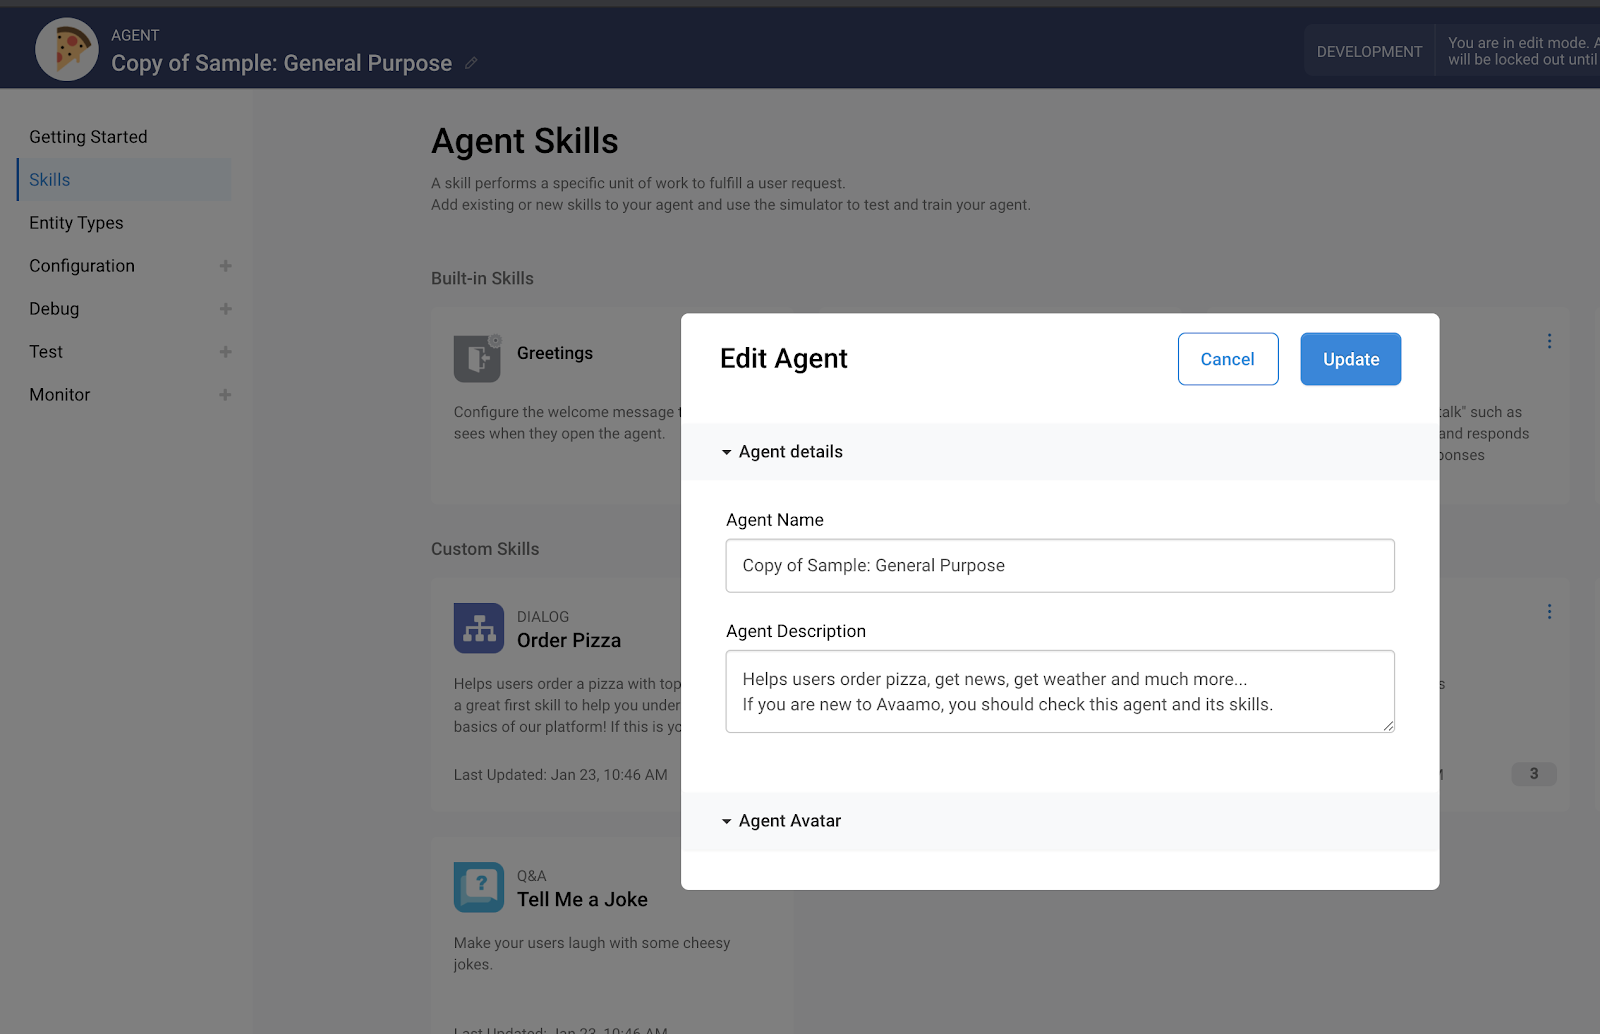 AGENT
Copy of Sample: General Purpose
DEVELOPMENT
You are in edit mode. A
will be locked out until
Getting Started
Skills
Entity Types
Configuration
Debug
Test
Monitor
Agent Skills
A skill performs a specific unit of work to fulfill a user request.
Add existing or new skills to your agent and use the simulator to test and train your agent.
Built-in Skills
Greetings
Configure the welcome message
sees when they open the agent.
talk" such as
and responds
ponses
Custom Skills
DIALOG
Order Pizza
Helps users order a pizza with top
a great first skill to help you under
basics of our platform! If this is yo
Last Updated: Jan 23, 10:46 AM
s
M
3
Q&A
Tell Me a Joke
Make your users laugh with some cheesy
jokes.
Last Updated: Jan 23, 10:46 AM
Edit Agent
Cancel
Update
Agent details
Agent Name
Copy of Sample: General Purpose
Agent Description
Helps users order pizza, get news, get weather and much more...
If you are new to Avaamo, you should check this agent and its skills.
Agent Avatar